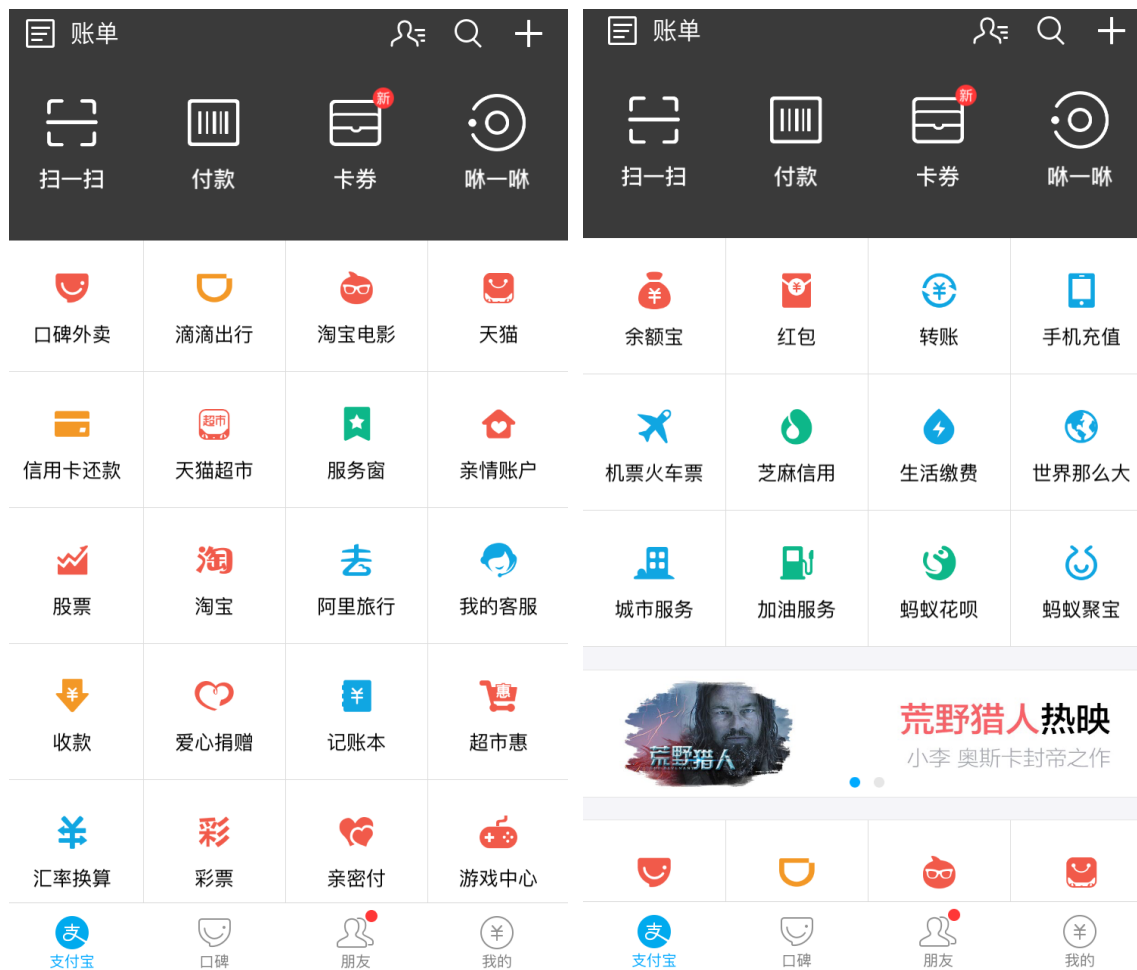 账单
新
扫一扫 付款 卡券 咻一咻
口碑外卖 滴滴出行 淘宝电影 天猫
超市
信用卡还款 天猫超市 服务窗 亲情账户
淘 去
股票 淘宝 阿里旅行 我的客服
¥ ¥ 惠
收款 爱心捐赠 记账本 超市惠
彩
汇率换算 彩票 亲密付 游戏中心
支 ¥
支付宝 口碑 朋友 我的
账单
新
扫一扫 付款 卡券 咻一咻
¥ ¥ ¥
余额宝 红包 转账 手机充值
机票火车票 芝麻信用 生活缴费 世界那么大
城市服务 加油服务 蚂蚁花呗 蚂蚁聚宝
荒野猎人
荒野猎人热映
小李 奥斯卡封帝之作
支 ¥
支付宝 口碑 朋友 我的